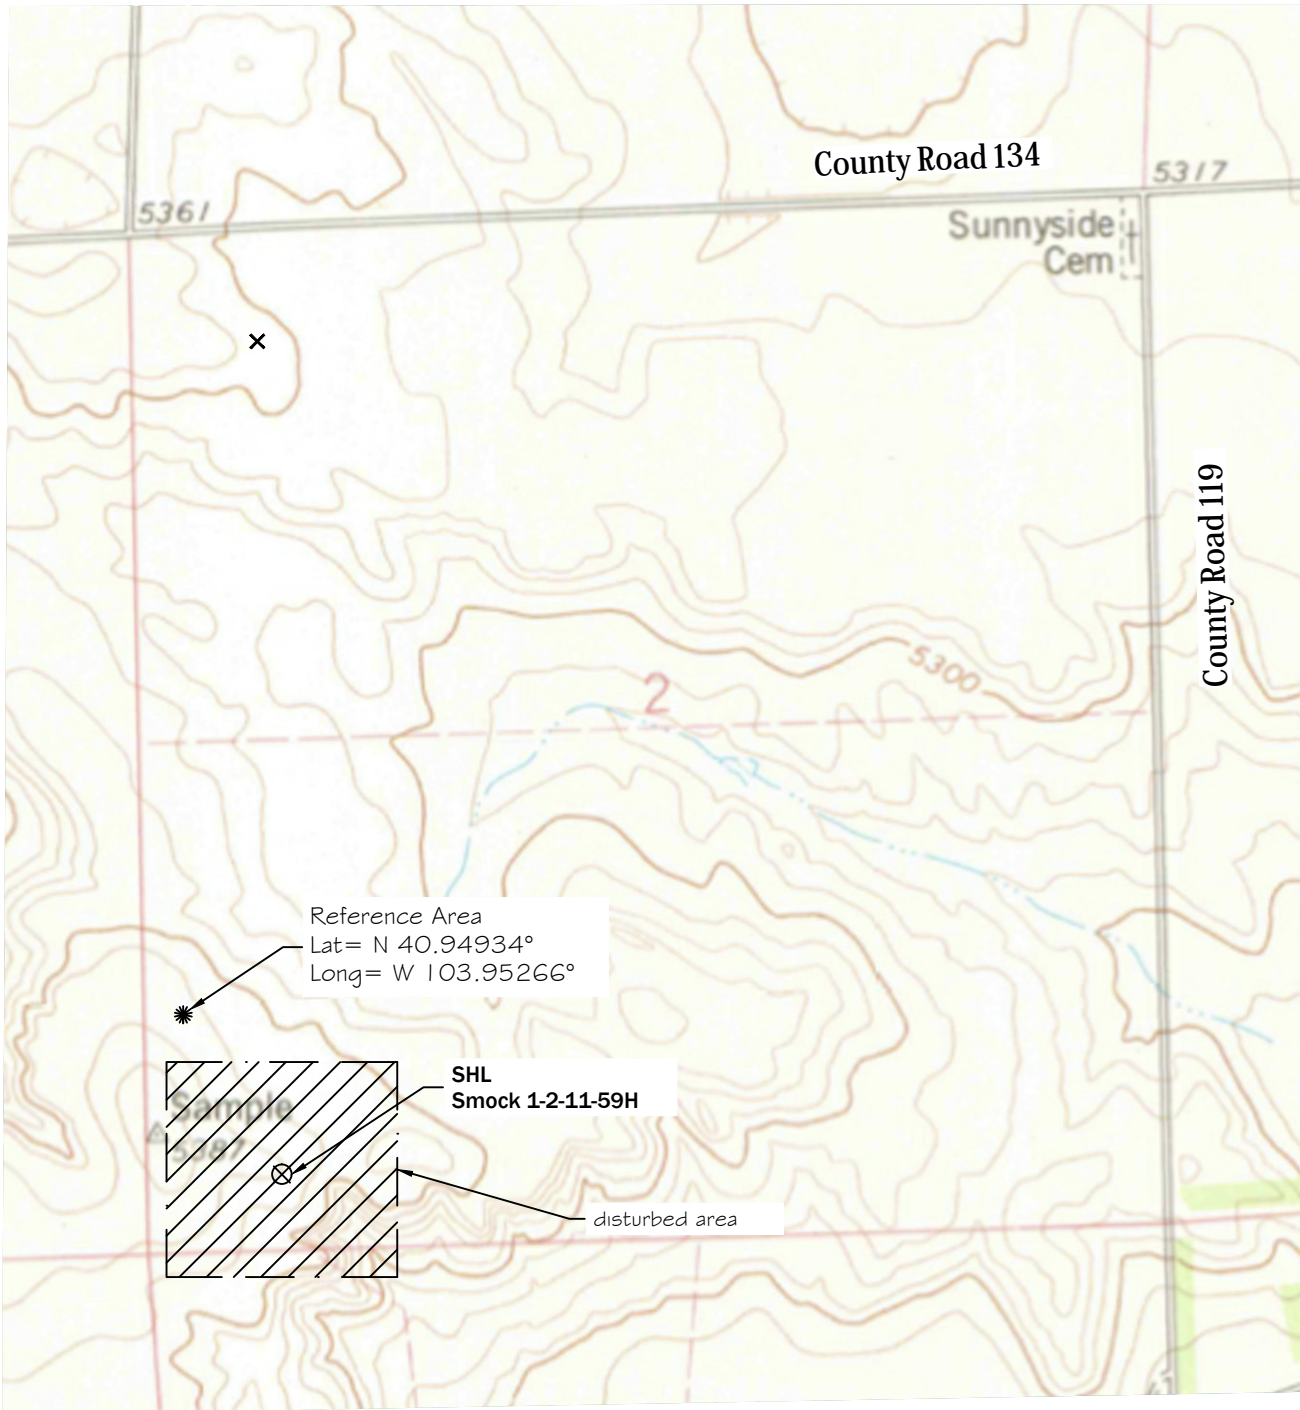 County Road 134
5317
5361
Sunnyside
Cem
County Road 119
5300
2
Reference Area
Lat= N 40.94934°
Long= W 103.95266°
SHL
Smock 1-2-11-59H
Sample
5387
disturbed area